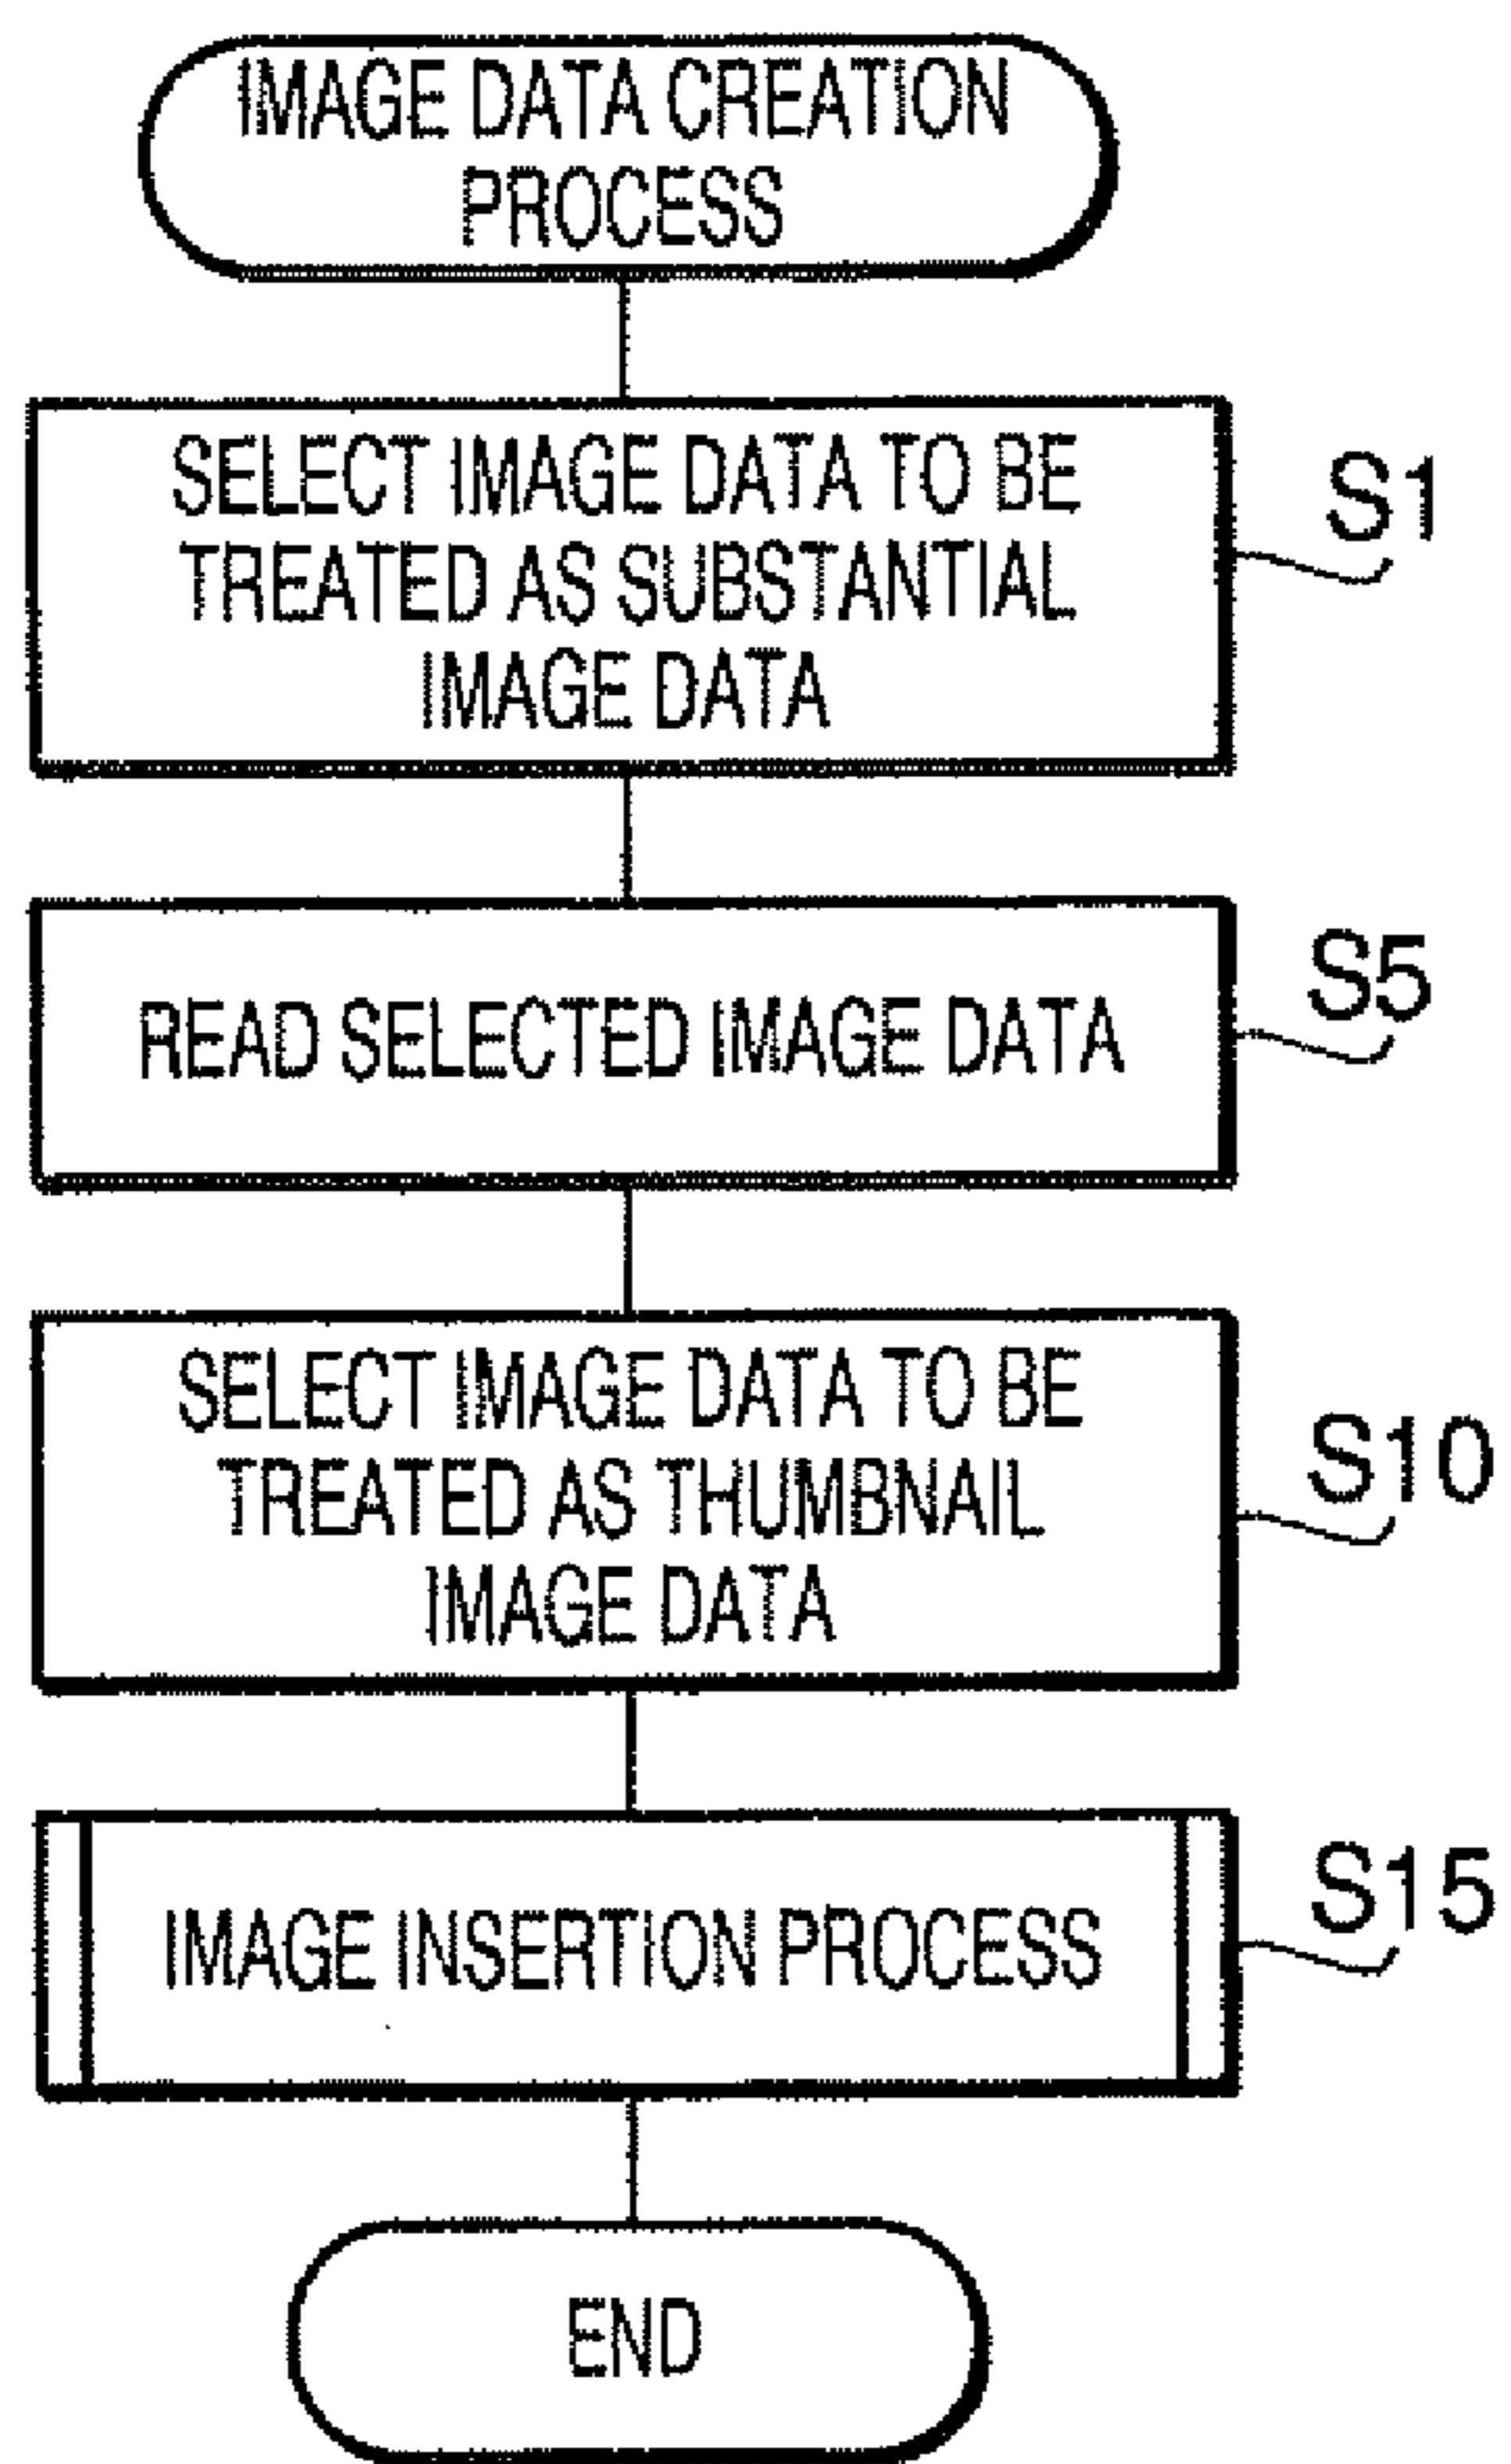 IMAGE DATA CREATION
PROCESS
SELECT IMAGE DATA TO BE
TREATED AS SUBSTANTIAL
IMAGE DATA
S1
READ SELECTED IMAGE DATA
S5
SELECT IMAGE DATA TO BE
TREATED AS THUMBNAIL
IMAGE DATA
S10
IMAGE INSERTION PROCESS
S15
END